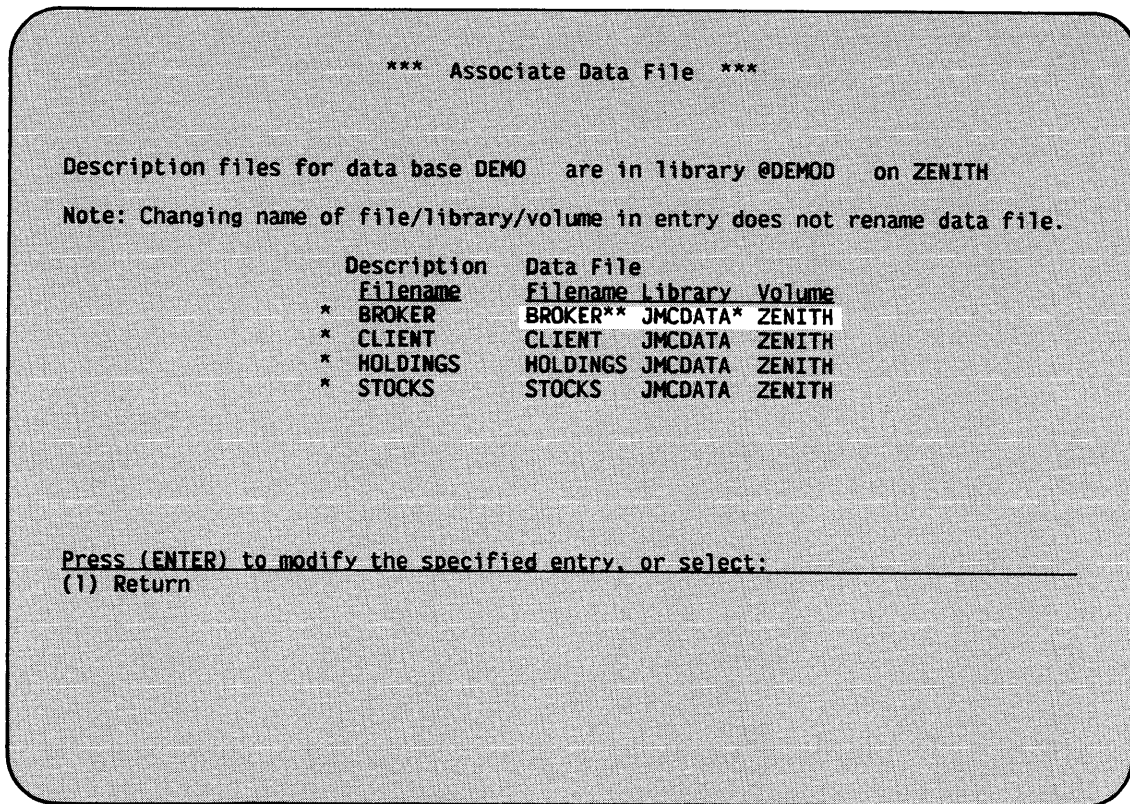 *** Associate Data File ***
Description files for data base DEMO are in library @DEMOD on ZENITH
Note: Changing name of file/library/volume in entry does not rename data file.
Description Data File
Filename Filename Library Volume
* BROKER BROKER** JMCDATA* ZENITH
* CLIENT CLIENT JMCDATA ZENITH
* HOLDINGS HOLDINGS JMCDATA ZENITH
* STOCKS STOCKS JMCDATA ZENITH
Press (ENTER) to modify the specified entry, or select:
(1) Return